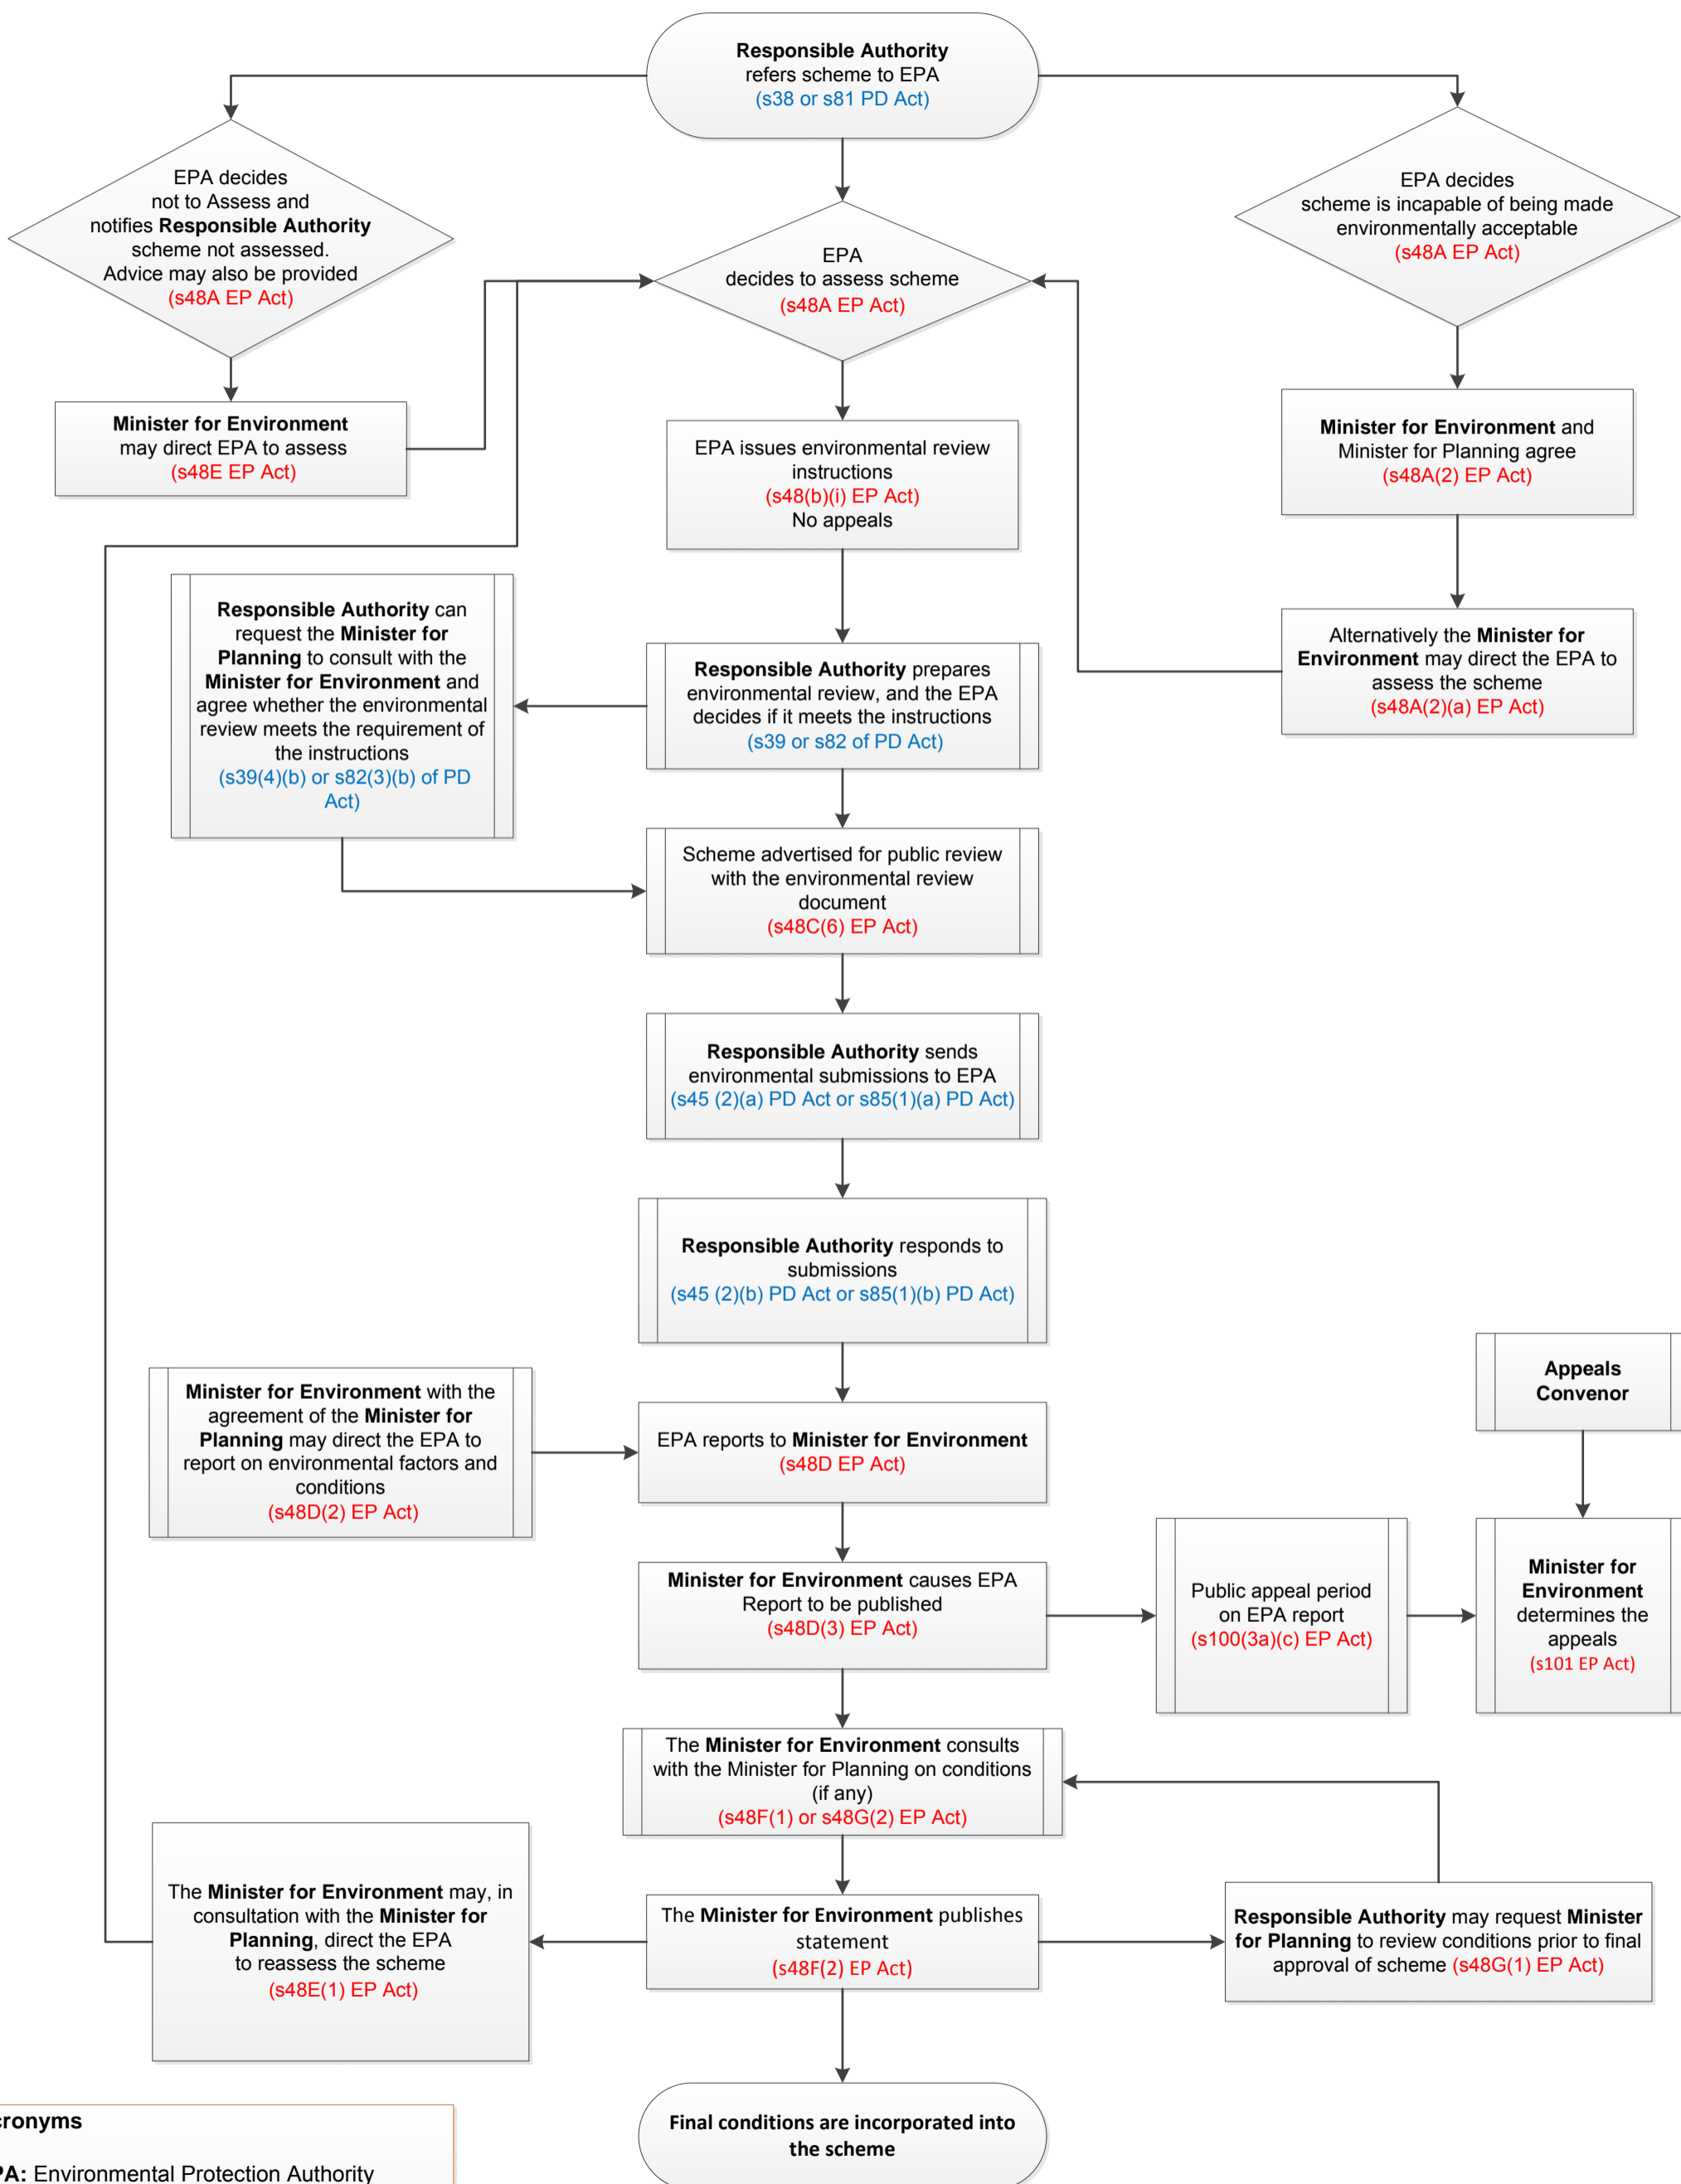 Responsible Authority
refers scheme to EPA
(s38 or s81 PD Act)
EPA decides
not to Assess and
notifies Responsible Authority
scheme not assessed.
Advice may also be provided
(s48A EP Act)
EPA
decides to assess scheme
(s48A EP Act)
EPA decides
scheme is incapable of being made
environmentally acceptable
(s48A EP Act)
Minister for Environment
may direct EPA to assess
(s48E EP Act)
EPA issues environmental review
instructions
(s48(b)(i) EP Act)
No appeals
Minister for Environment and
Minister for Planning agree
(s48A(2) EP Act)
Responsible Authority can
request the Minister for
Planning to consult with the
Minister for Environment and
agree whether the environmental
review meets the requirement of
the instructions
(s39(4)(b) or s82(3)(b) of PD
Act)
Responsible Authority prepares
environmental review, and the EPA
decides if it meets the instructions
(s39 or s82 of PD Act)
Alternatively the Minister for
Environment may direct the EPA to
assess the scheme
(s48A(2)(a) EP Act)
Scheme advertised for public review
with the environmental review
document
(s48C(6) EP Act)
Responsible Authority sends
environmental submissions to EPA
(s45 (2)(a) PD Act or s85(1)(a) PD Act)
Responsible Authority responds to
submissions
(s45 (2)(b) PD Act or s85(1)(b) PD Act)
Minister for Environment with the
agreement of the Minister for
Planning may direct the EPA to
report on environmental factors and
conditions
(s48D(2) EP Act)
EPA reports to Minister for Environment
(s48D EP Act)
Appeals
Convenor
Minister for Environment causes EPA
Report to be published
(s48D(3) EP Act)
Public appeal period
on EPA report
(s100(3a)(c) EP Act)
Minister for
Environment
determines the
appeals
(s101 EP Act)
The Minister for Environment consults
with the Minister for Planning on conditions
(if any)
(s48F(1) or s48G(2) EP Act)
The Minister for Environment may, in
consultation with the Minister for
Planning, direct the EPA
to reassess the scheme
(s48E(1) EP Act)
The Minister for Environment publishes
statement
(s48F(2) EP Act)
Responsible Authority may request Minister
for Planning to review conditions prior to final
approval of scheme (s48G(1) EP Act)
Final conditions are incorporated into
the scheme
cronyms
PA: Environmental Protection Authority